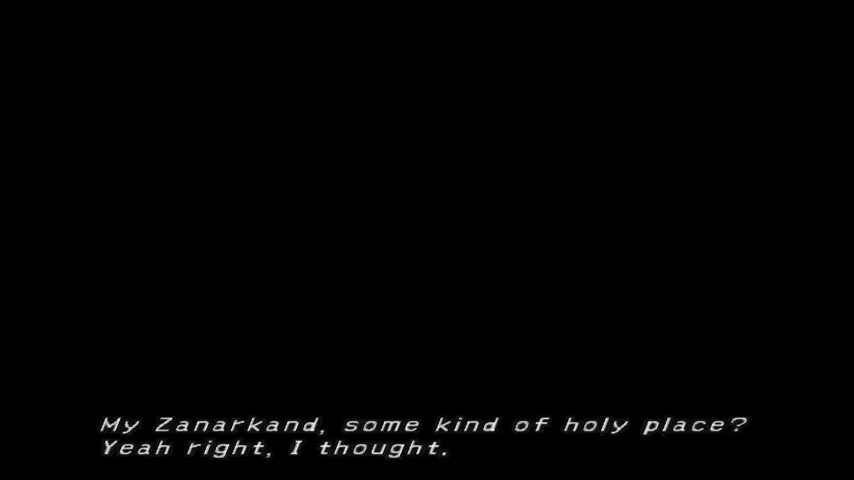 My Zanarkand, some kind of holy place?
Yeah right, I thought.